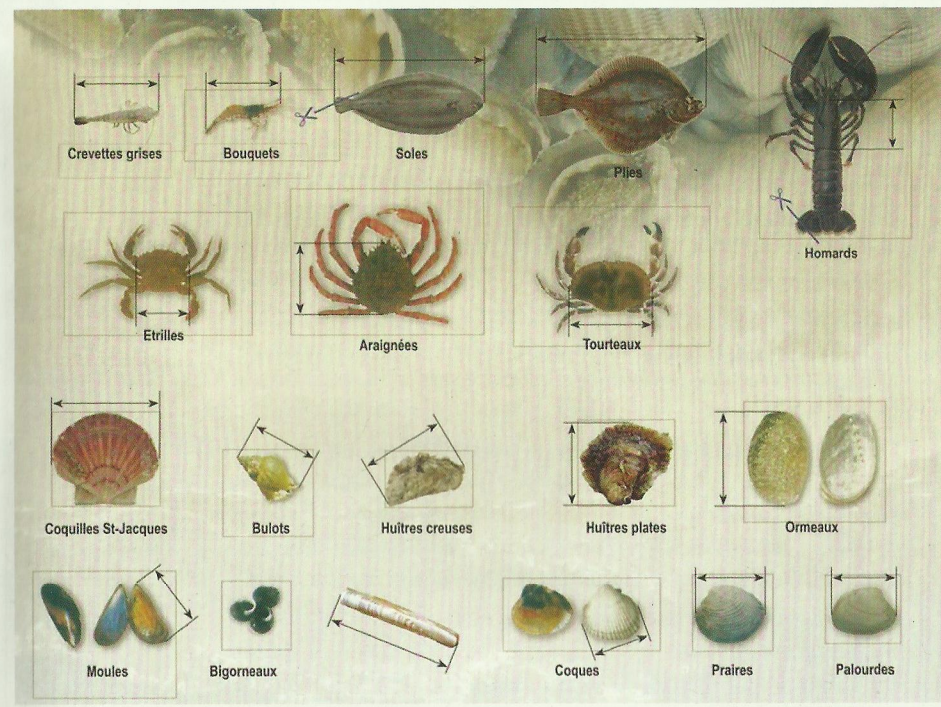 Crevettes grises
Bouquets
Soles
Plies
Homards
Etrilles
Araignées
Tourteaux
Coquilles St-Jacques
Bulots
Huîtres creuses
Huîtres plates
Ormeaux
Moules
Bigorneaux
Coques
Praires
Palourdes